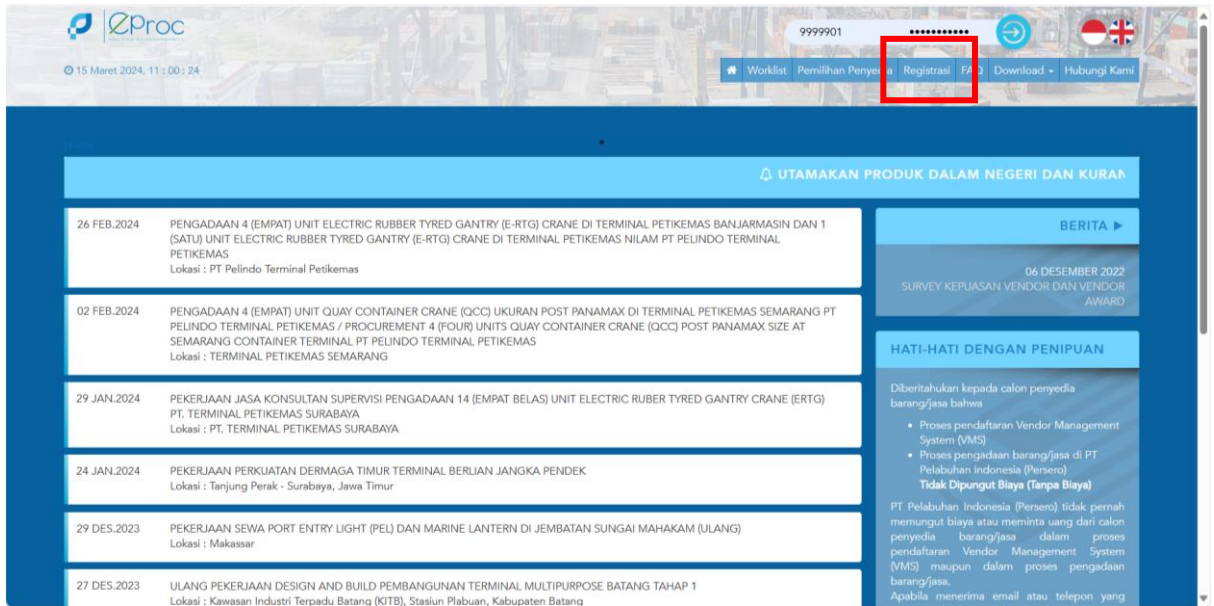 eProc
9999901
15 Maret 2024, 11 : 00 : 24
Worklist Pemilihan Penyedia Registrasi FAQ Download Hubungi Kami
Home
UTAMAKAN PRODUK DALAM NEGERI DAN KURAN
26 FEB.2024
PENGADAAN 4 (EMPAT) UNIT ELECTRIC RUBBER TYRED GANTRY (E-RTG) CRANE DI TERMINAL PETIKEMAS BANJARMASIN DAN 1
(SATU) UNIT ELECTRIC RUBBER TYRED GANTRY (E-RTG) CRANE DI TERMINAL PETIKEMAS NILAM PT PELINDO TERMINAL
PETIKEMAS
Lokasi : PT Pelindo Terminal Petikemas
02 FEB.2024
PENGADAAN 4 (EMPAT) UNIT QUAY CONTAINER CRANE (QCC) UKURAN POST PANAMAX DI TERMINAL PETIKEMAS SEMARANG PT
PELINDO TERMINAL PETIKEMAS / PROCUREMENT 4 (FOUR) UNITS QUAY CONTAINER CRANE (QCC) POST PANAMAX SIZE AT
SEMARANG CONTAINER TERMINAL PT PELINDO TERMINAL PETIKEMAS
Lokasi : TERMINAL PETIKEMAS SEMARANG
29 JAN.2024
PEKERJAAN JASA KONSULTAN SUPERVISI PENGADAAN 14 (EMPAT BELAS) UNIT ELECTRIC RUBER TYRED GANTRY CRANE (ERTG)
PT. TERMINAL PETIKEMAS SURABAYA
Lokasi : PT. TERMINAL PETIKEMAS SURABAYA
24 JAN.2024
PEKERJAAN PERKUATAN DERMAGA TIMUR TERMINAL BERLIAN JANGKA PENDEK
Lokasi : Tanjung Perak - Surabaya, Jawa Timur
29 DES.2023
PEKERJAAN SEWA PORT ENTRY LIGHT (PEL) DAN MARINE LANTERN DI JEMBATAN SUNGAI MAHAKAM (ULANG)
Lokasi : Makassar
27 DES.2023
ULANG PEKERJAAN DESIGN AND BUILD PEMBANGUNAN TERMINAL MULTIPURPOSE BATANG TAHAP 1
Lokasi : Kawasan Industri Terpadu Batang (KITB), Stasiun Plabuan, Kabupaten Batang
BERITA
06 DESEMBER 2022
SURVEY KEPUASAN VENDOR DAN VENDOR
AWARD
HATI-HATI DENGAN PENIPUAN
Diberitahukan kepada calon penyedia
barang/jasa bahwa
• Proses pendaftaran Vendor Management
System (VMS)
• Proses pengadaan barang/jasa di PT
Pelabuhan Indonesia (Persero)
Tidak Dipungut Biaya (Tanpa Biaya)
PT Pelabuhan Indonesia (Persero) tidak pernah
memungut biaya atau meminta uang dari calon
penyedia barang/jasa dalam proses
pendaftaran Vendor Management System
(VMS) maupun dalam proses pengadaan
barang/jasa.
Apabila menerima email atau telepon yang